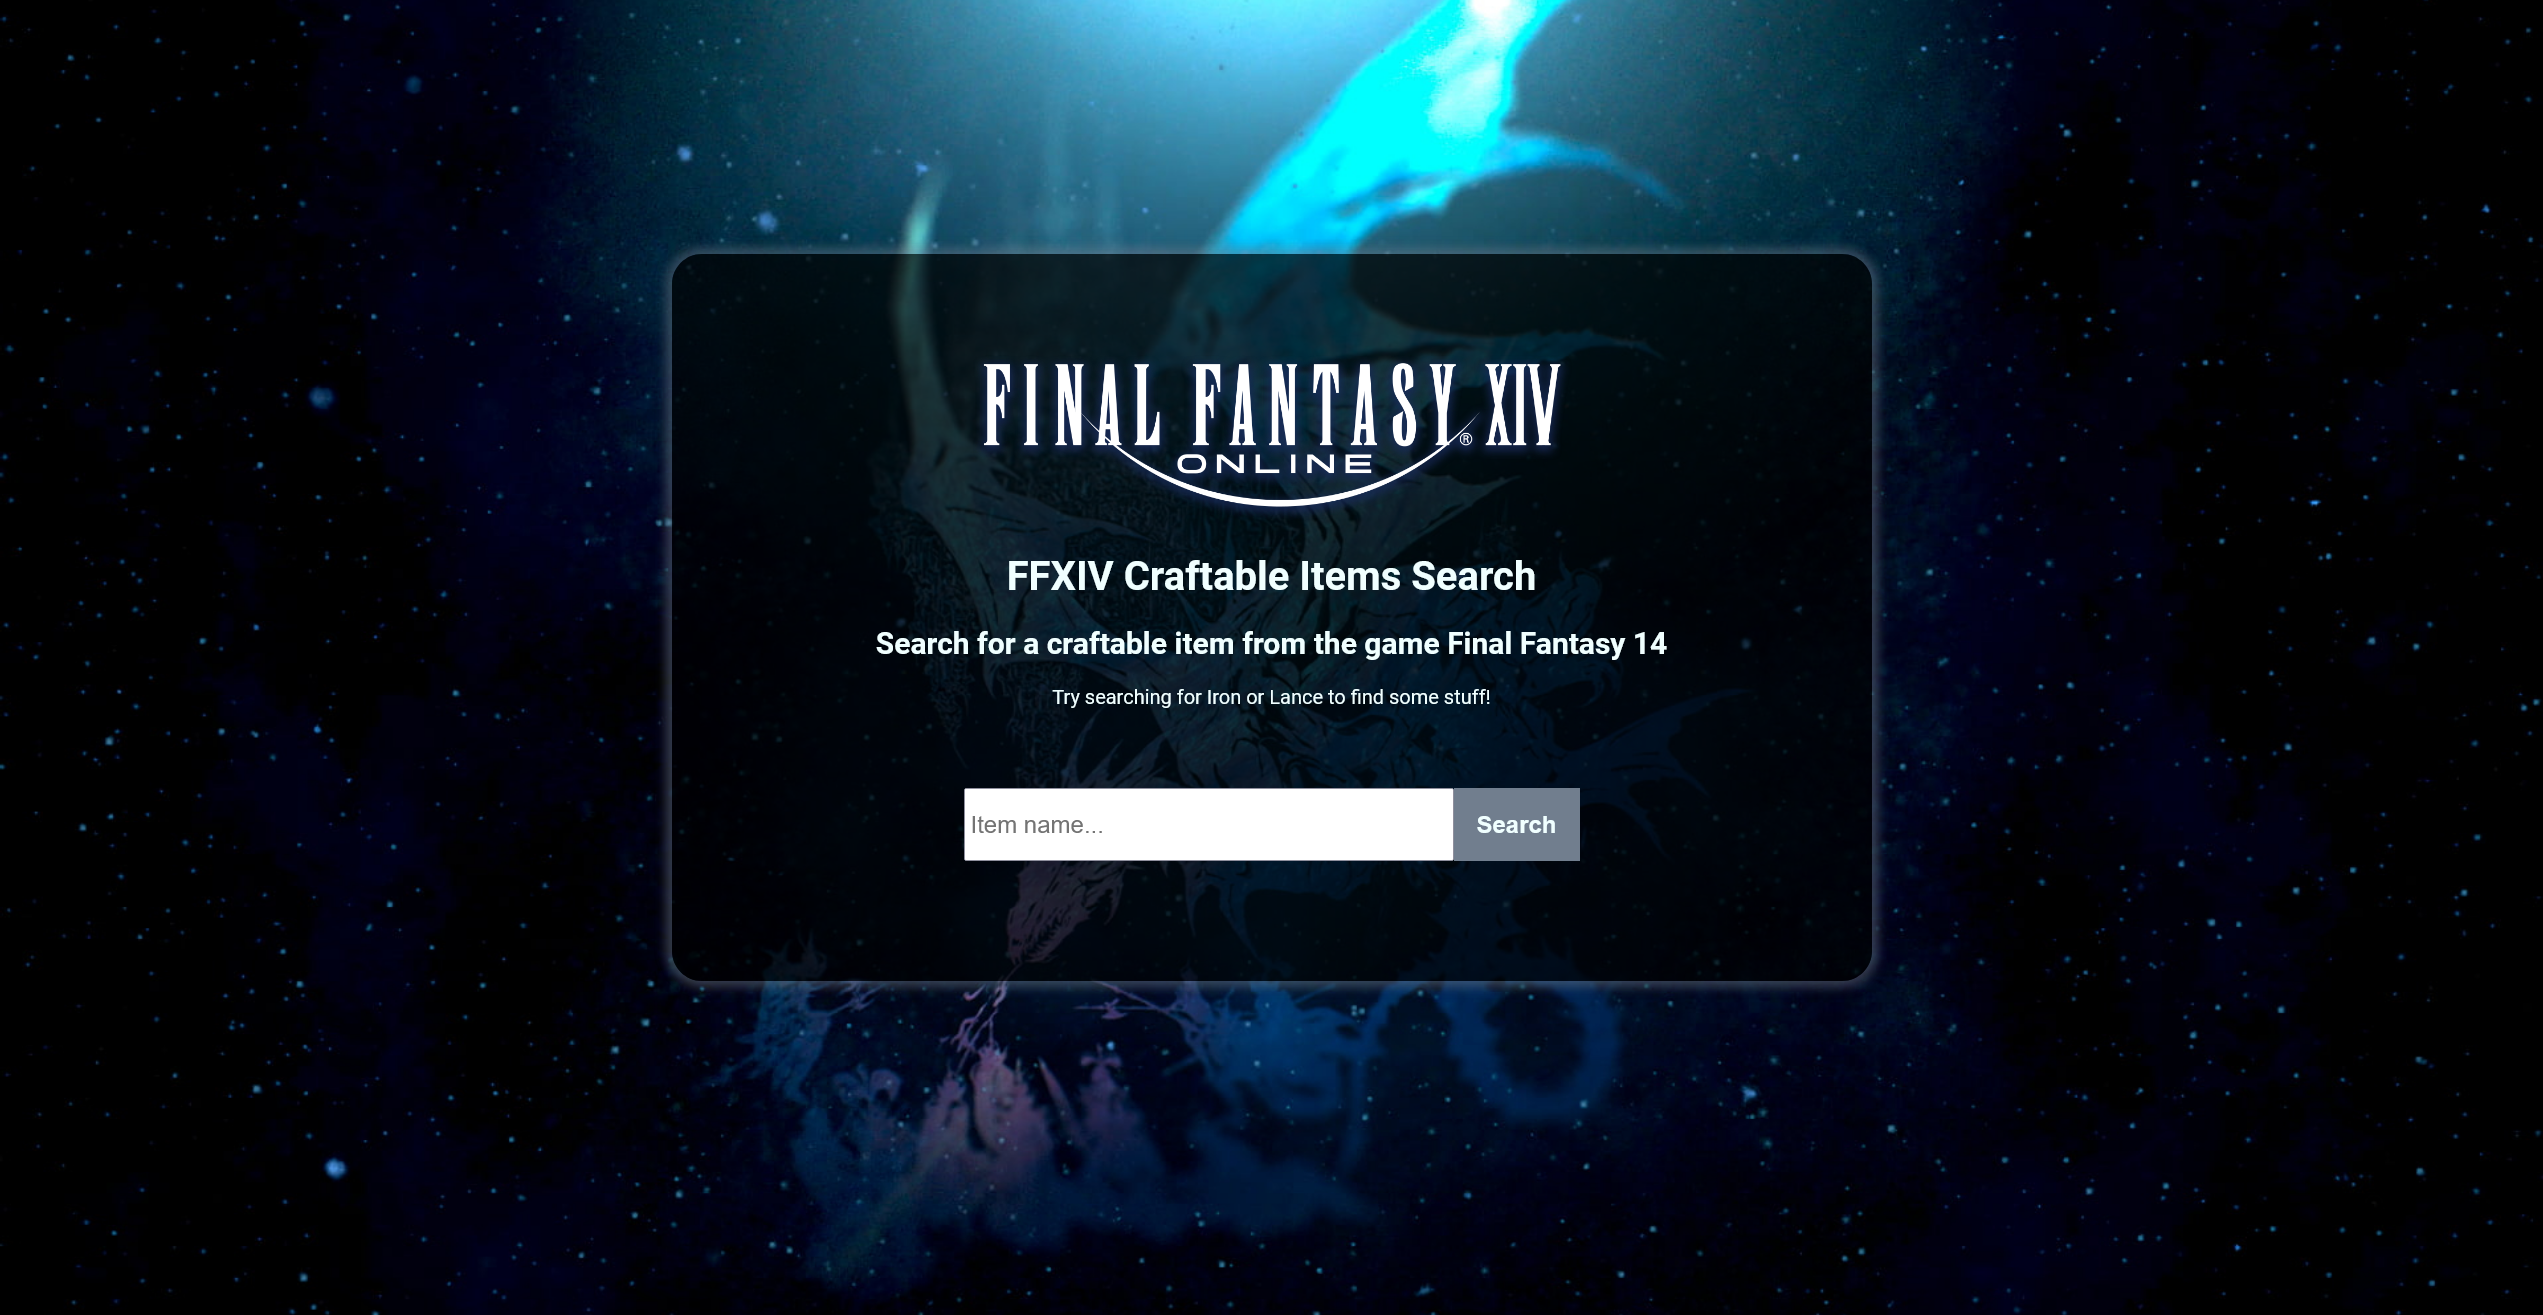 FINAL FANTASY® XIV
ONLINE
FFXIV Craftable Items Search
Search for a craftable item from the game Final Fantasy 14
Try searching for Iron or Lance to find some stuff!
Item name...
Search